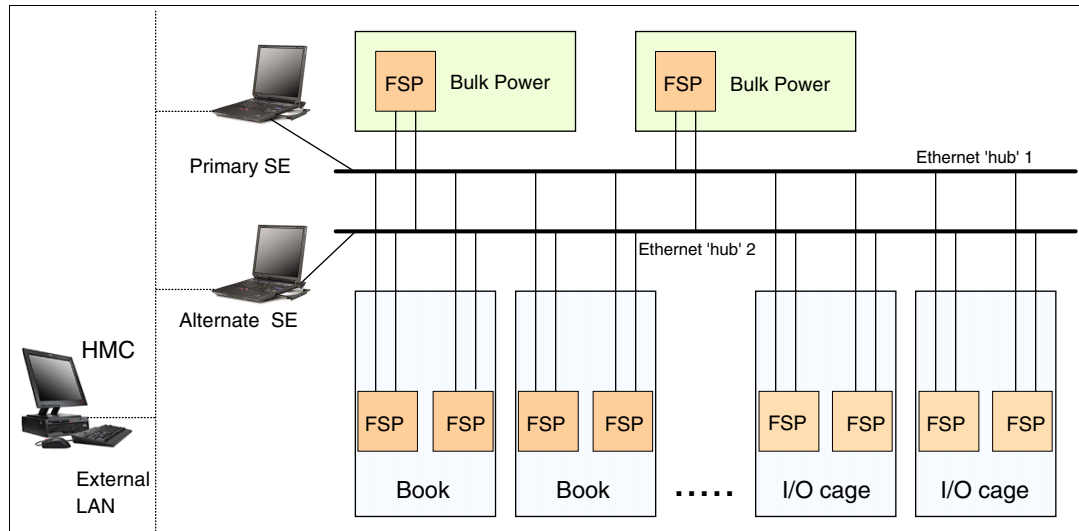 FSP
Bulk Power
FSP
Bulk Power
Primary SE
Ethernet 'hub' 1
Ethernet 'hub' 2
Alternate SE
HMC
FSP
FSP
FSP
FSP
FSP
FSP
FSP
FSP
External
LAN
Book
Book
.....
I/O cage
I/O cage